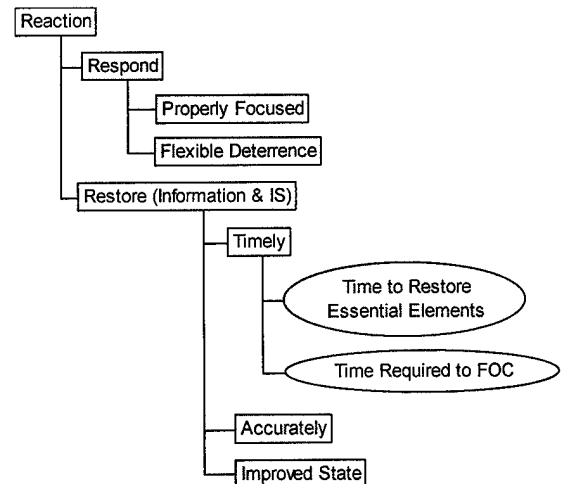 Reaction
Respond
Properly Focused
Flexible Deterrence
Restore (Information & IS)
Timely
Time to Restore
Essential Elements
Time Required to FOC
Accurately
Improved State